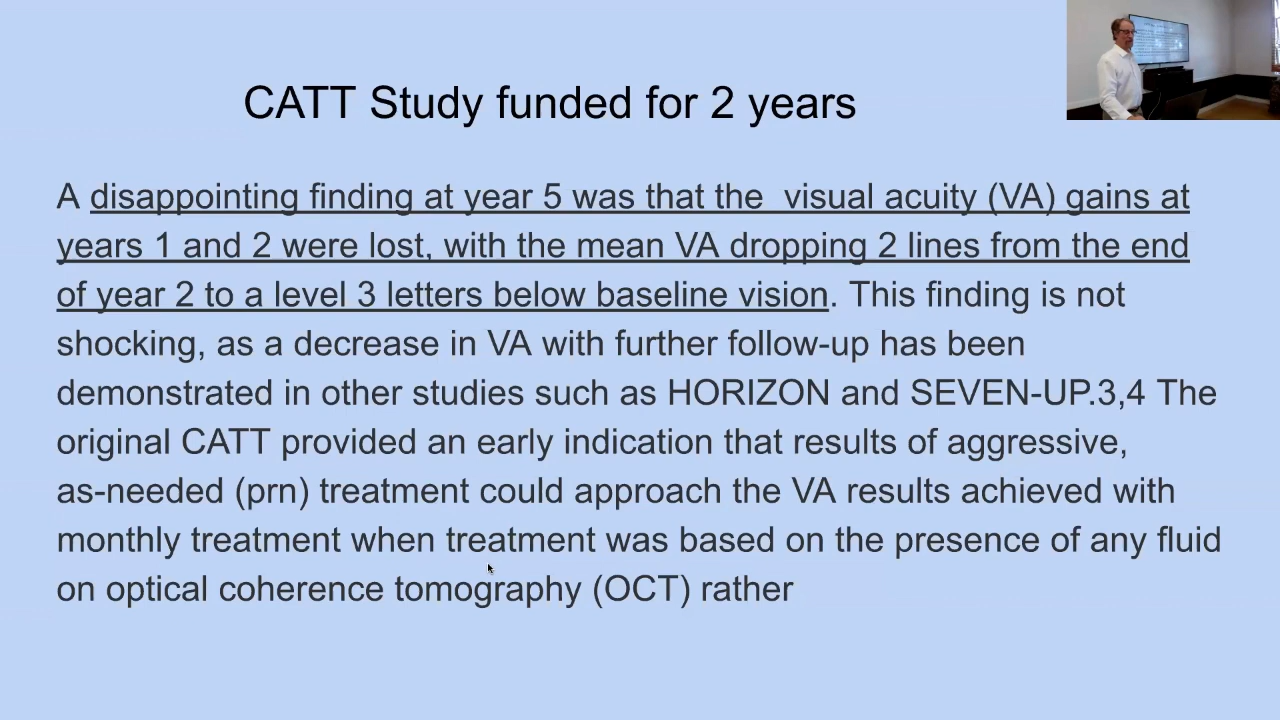 CATT Study funded for 2 years
A disappointing finding at year 5 was that the  visual acuity (VA) gains at
years 1 and 2 were lost, with the mean VA dropping 2 lines from the end
of year 2 to a level 3 letters below baseline vision. This finding is not
shocking, as a decrease in VA with further follow-up has been
demonstrated in other studies such as HORIZON and SEVEN-UP.3,4 The
original CATT provided an early indication that results of aggressive,
as-needed (prn) treatment could approach the VA results achieved with
monthly treatment when treatment was based on the presence of any fluid
on optical coherence tomography (OCT) rather